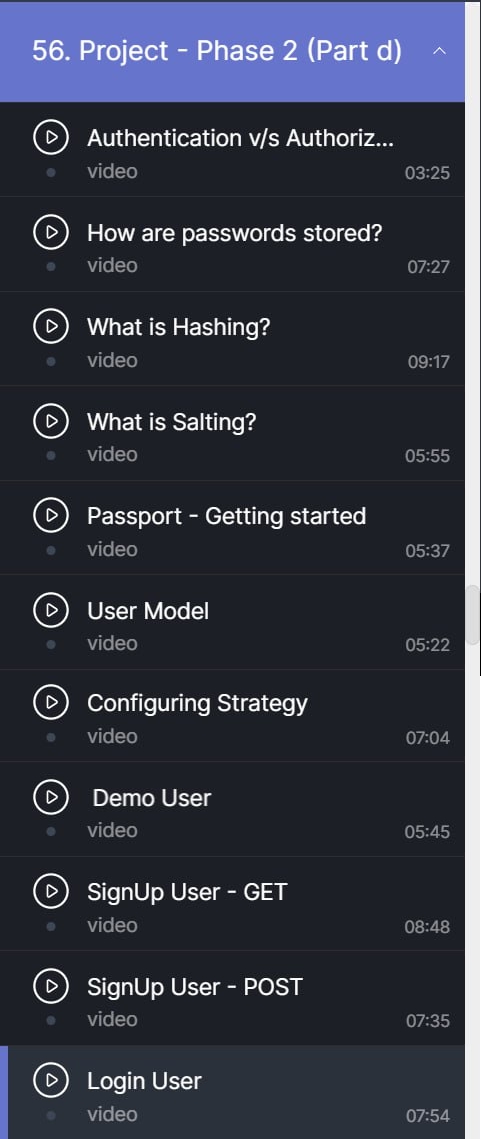 56. Project - Phase 2 (Part d)
Authentication v/s Authoriz...
video 03:25
How are passwords stored?
video 07:27
What is Hashing?
video 09:17
What is Salting?
video 05:55
Passport - Getting started
video 05:37
User Model
video 05:22
Configuring Strategy
video 07:04
Demo User
video 05:45
SignUp User - GET
video 08:48
SignUp User - POST
video 07:35
Login User
video 07:54